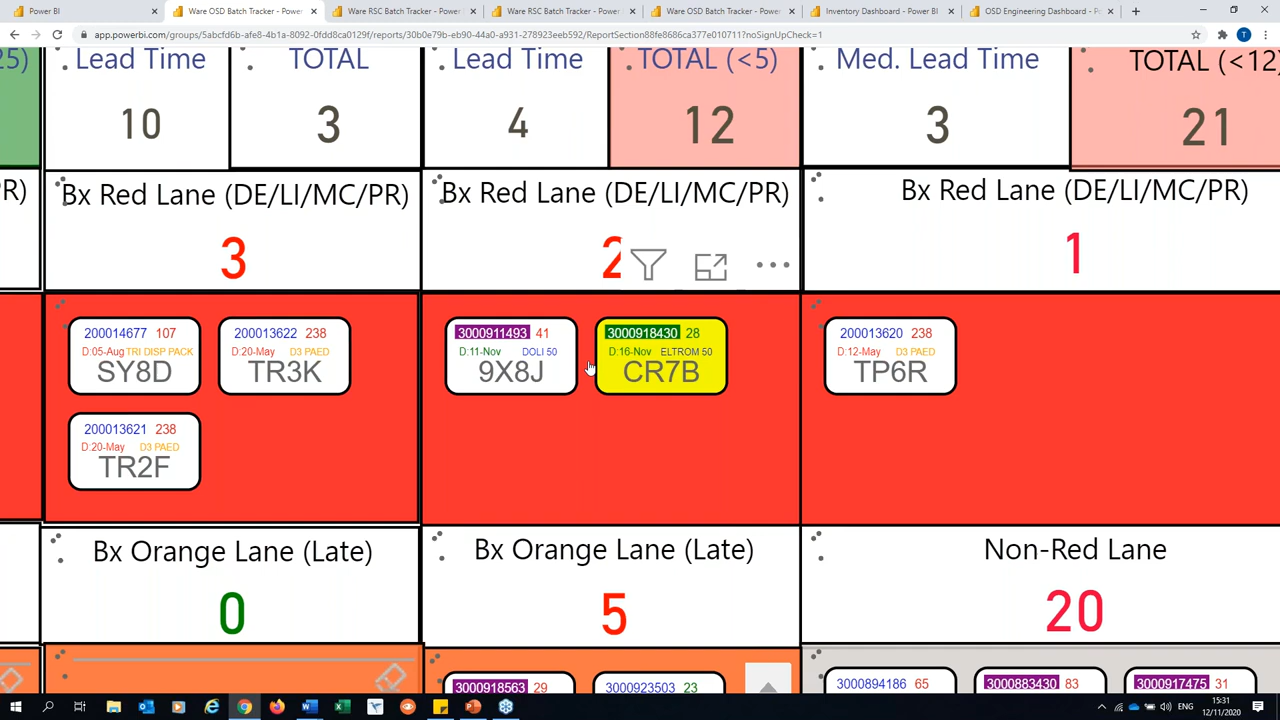 Power BI
Ware OSD Batch Tracker - Power
Ware RSC Batch Tracker - Power
Ware RSC Batch Tracker - Power
Ware OSD Batch Tracker - Power
Inventory Dashboard - Power BI
OSD Engineering Dashboard - Po
app.powerbi.com/groups/5abcfd6b-afe8-4b1a-8092-0fdd8ca0129f/reports/30b0e79b-eb90-44a0-a931-278923eeb592/ReportSection88fe8686ca377e010711?noSignUpCheck=1
T
25)
Lead Time
TOTAL
Lead Time
TOTAL (<5)
Med. Lead Time
TOTAL (<12)
10
3
4
12
3
21
PR)
Bx Red Lane (DE/LI/MC/PR)
Bx Red Lane (DE/LI/MC/PR)
Bx Red Lane (DE/LI/MC/PR)
3
2
1
200014677 107
D:05-Aug TRI DISP PACK
SY8D
200013622 238
D:20-May D3 PAED
TR3K
200013621 238
D:20-May D3 PAED
TR2F
3000911493 41
D:11-Nov DOLI 50
9X8J
3000918430 28
D:16-Nov ELTROM 50
CR7B
200013620 238
D:12-May D3 PAED
TP6R
Bx Orange Lane (Late)
Bx Orange Lane (Late)
Non-Red Lane
0
5
20
3000918563 29
3000923503 23
3000894186 65
3000883430 83
3000917475 31
15:31
12/11/2020